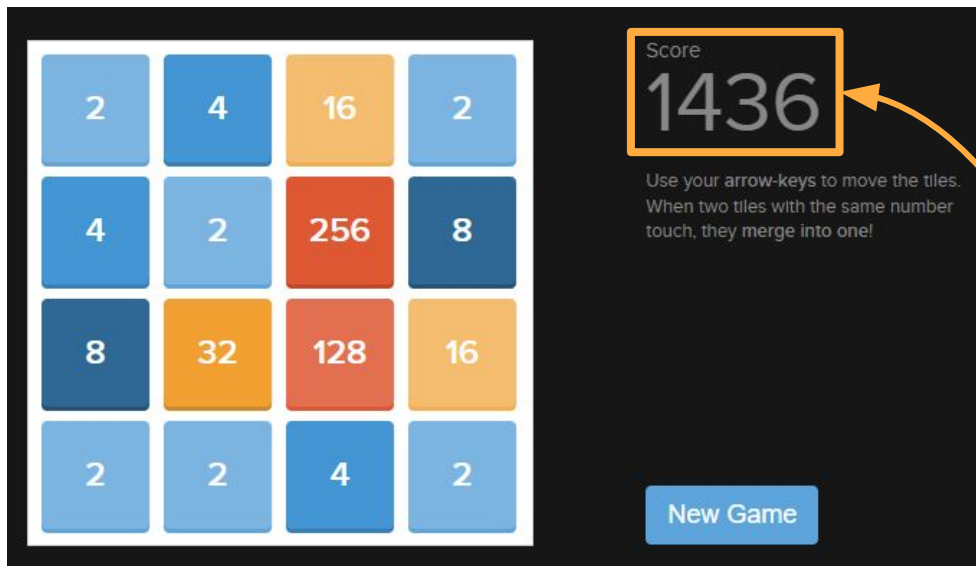 2 4 16 2
4 2 256 8
8 32 128 16
2 2 4 2
Score
1436
Use your arrow-keys to move the tiles.
When two tiles with the same number
touch, they merge into one!
New Game